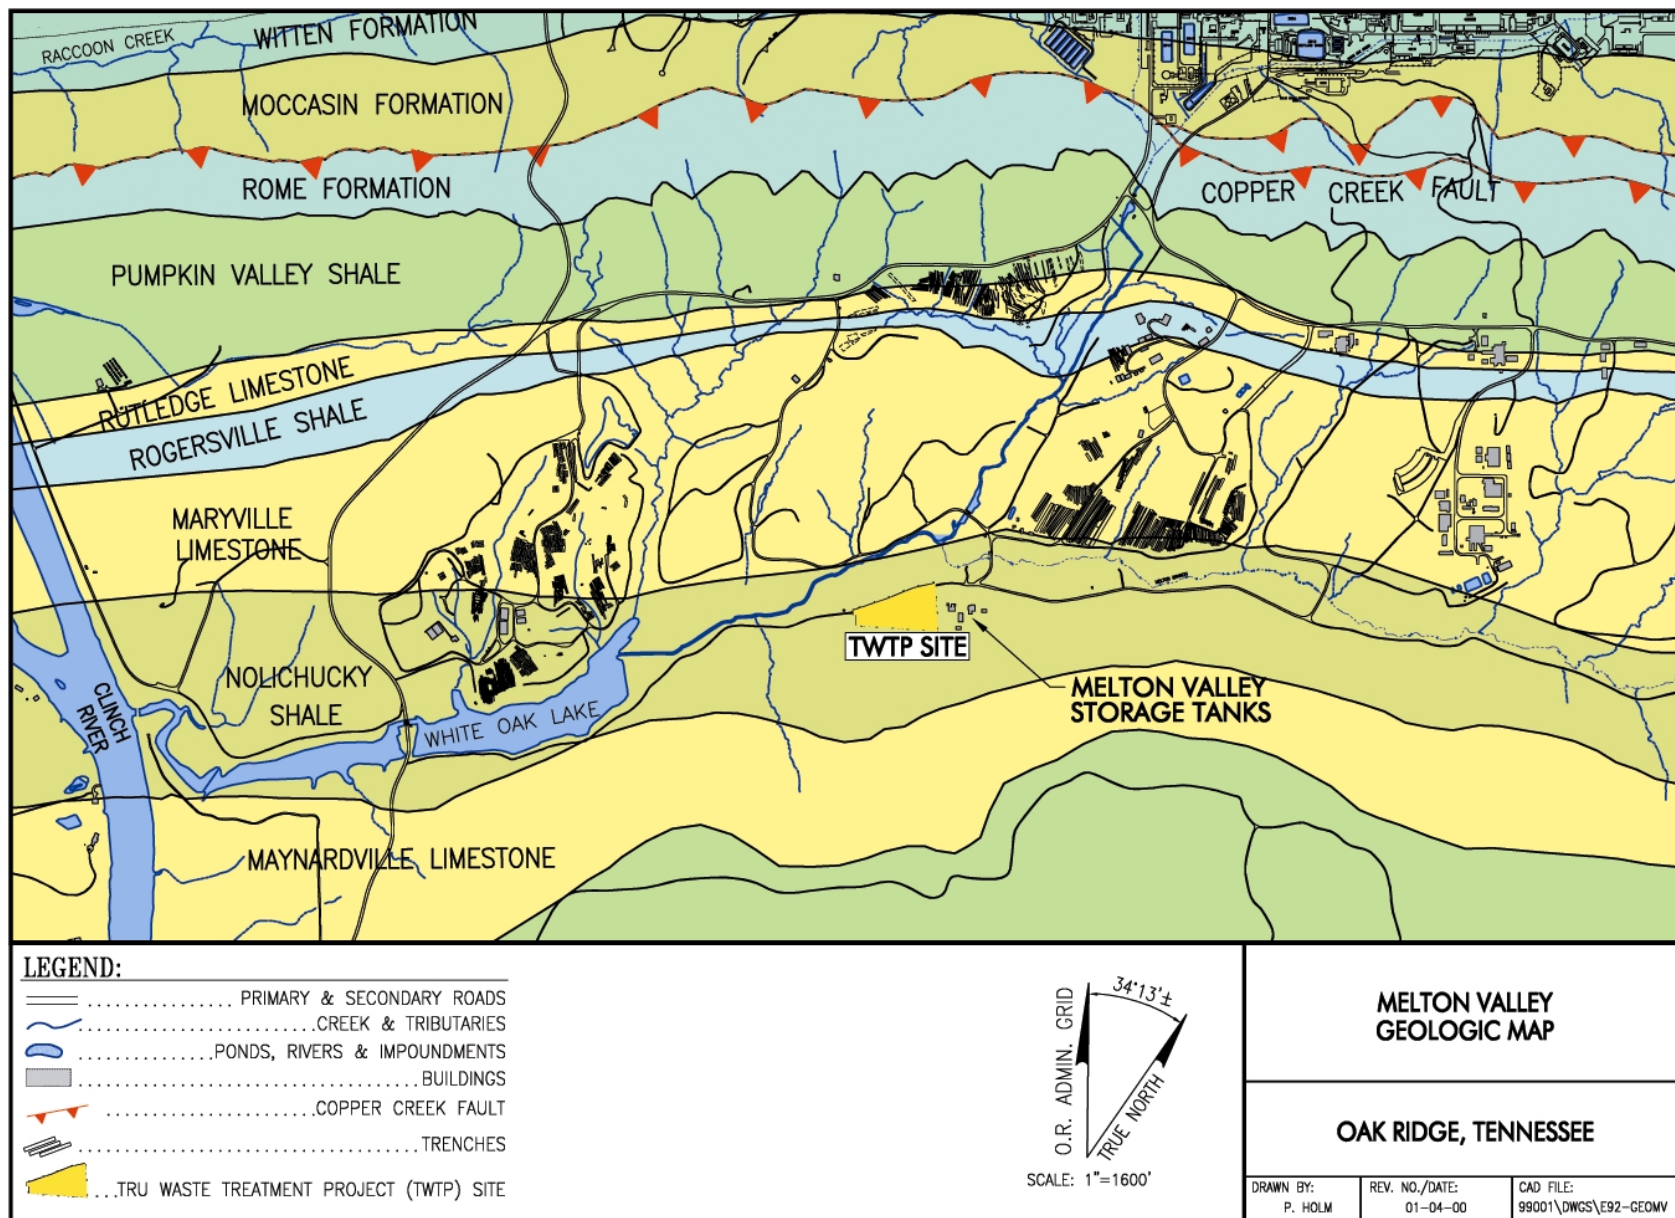 RACCOON CREEK
WITTEN FORMATION
MOCCASIN FORMATION
ROME FORMATION
COPPER CREEK FAULT
PUMPKIN VALLEY SHALE
RUTLEDGE LIMESTONE
ROGERSVILLE SHALE
MARYVILLE
LIMESTONE
TWTP SITE
NOLICHUCKY
SHALE
MELTON VALLEY
STORAGE TANKS
CLINCH
RIVER
WHITE OAK LAKE
MAYNARDVILLE LIMESTONE
LEGEND:
PRIMARY & SECONDARY ROADS
CREEK & TRIBUTARIES
PONDS, RIVERS & IMPOUNDMENTS
BUILDINGS
COPPER CREEK FAULT
TRENCHES
TRU WASTE TREATMENT PROJECT (TWTP) SITE
O.R. ADMIN. GRID
34°13'±
TRUE NORTH
SCALE: 1"=1600'
MELTON VALLEY
GEOLOGIC MAP
OAK RIDGE, TENNESSEE
DRAWN BY:
P. HOLM
REV. NO./DATE:
01-04-00
CAD FILE:
99001\DWGS\E92-GEOMV